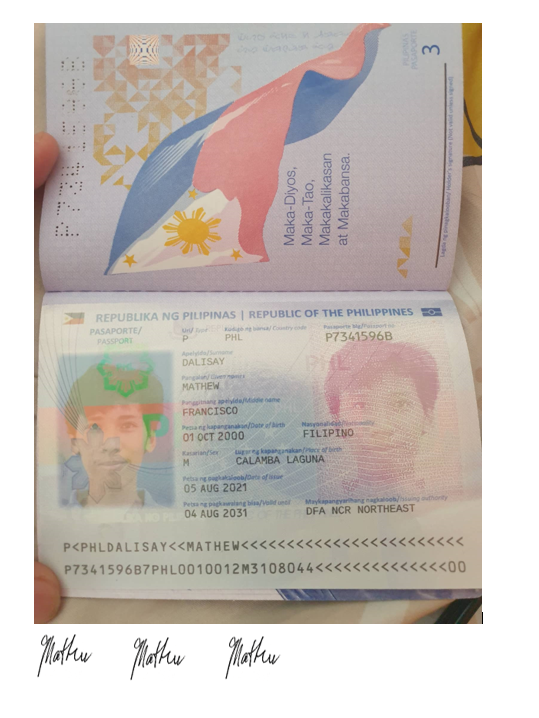 PILIPINAS
PASAPORTE
3
Maka-Diyos,
Maka-Tao,
Makakalikasan
at Makabansa.
REPUBLIKA NG PILIPINAS | REPUBLIC OF THE PHILIPPINES
PASAPORTE/
PASSPORT
Uri/ Type
P
Kodigo ng bansa/ Country code
PHL
Pasaporte blg/Passport no
P7341596B
Apelyido/Surname
DALISAY
Pangalan/ Given names
MATHEW
Panggitnang apelyido/Middle name
FRANCISCO
Petsa ng kapanganakan/Date of birth
01 OCT 2000
Nasyonalidad/Nationality
FILIPINO
Kasarian/Sex
M
Lugar ng kapanganakan/Place of birth
CALAMBA LAGUNA
Petsa ng pagkakaloob/Date of issue
05 AUG 2021
Petsa ng pagkawalang bisa/Valid until
04 AUG 2031
Maykapangyarihang nagkaloob/Issuing authority
DFA NCR NORTHEAST
P<PHLDALISAY<<MATHEW<<<<<<<<<<<<<<<<<<<<<<<<
P7341596B7PHL0010012M3108044<<<<<<<<<<<<<<00
Mathew Mathew Mathew